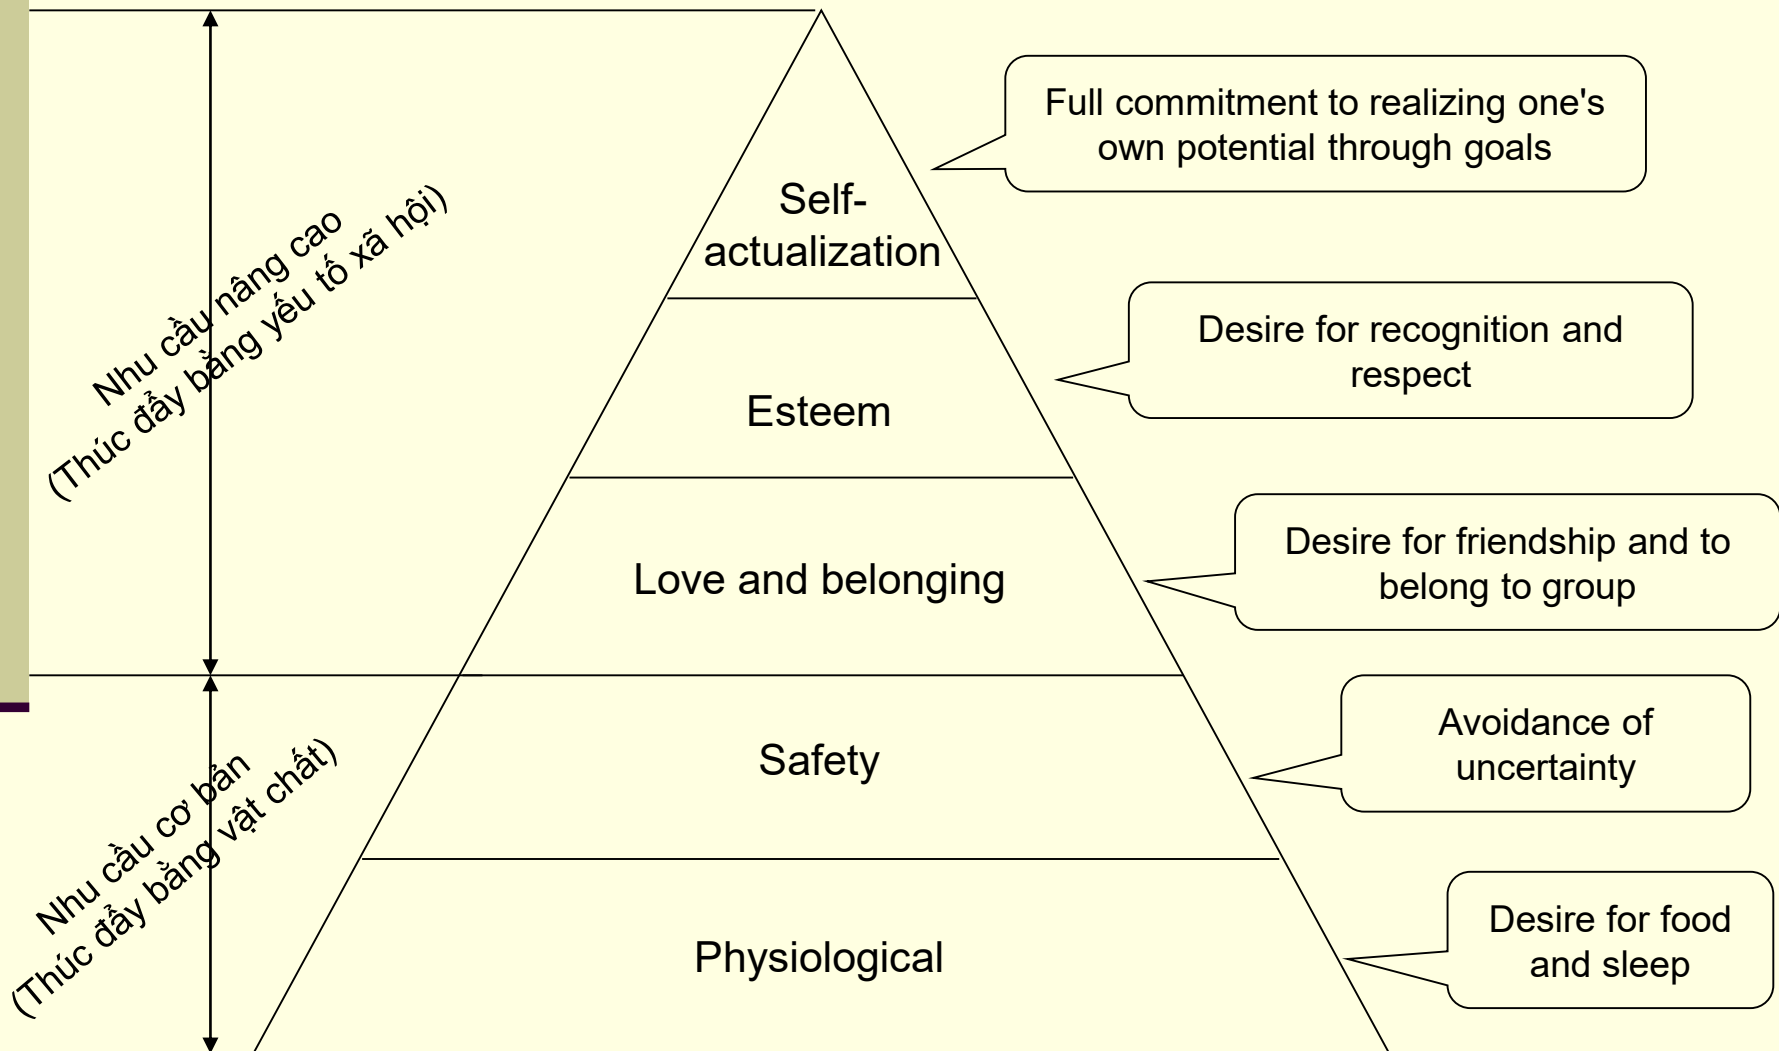 Full commitment to realizing one's
own potential through goals
Self-
actualization
Nhu cầu nâng cao
(Thúc đẩy bằng yếu tố xã hội)
Desire for recognition and
respect
Esteem
Desire for friendship and to
belong to group
Love and belonging
Avoidance of
uncertainty
Safety
Nhu cầu cơ bản
(Thúc đẩy bằng vật chất)
Desire for food
and sleep
Physiological